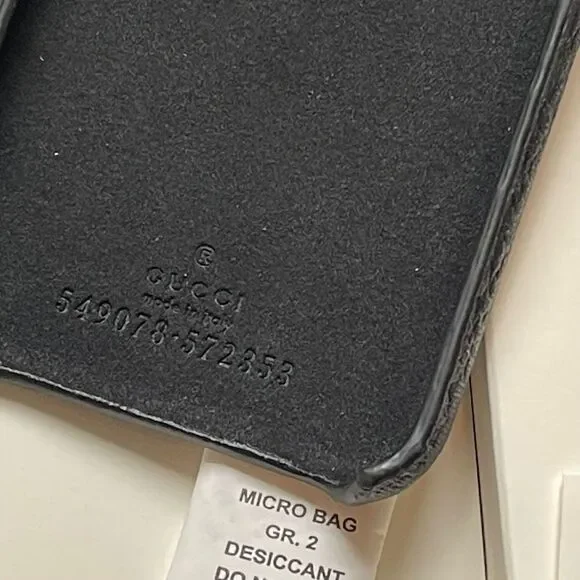 ®
GUCCI
made in italy
549078·572353
MICRO BAG
GR. 2
DESICCANT